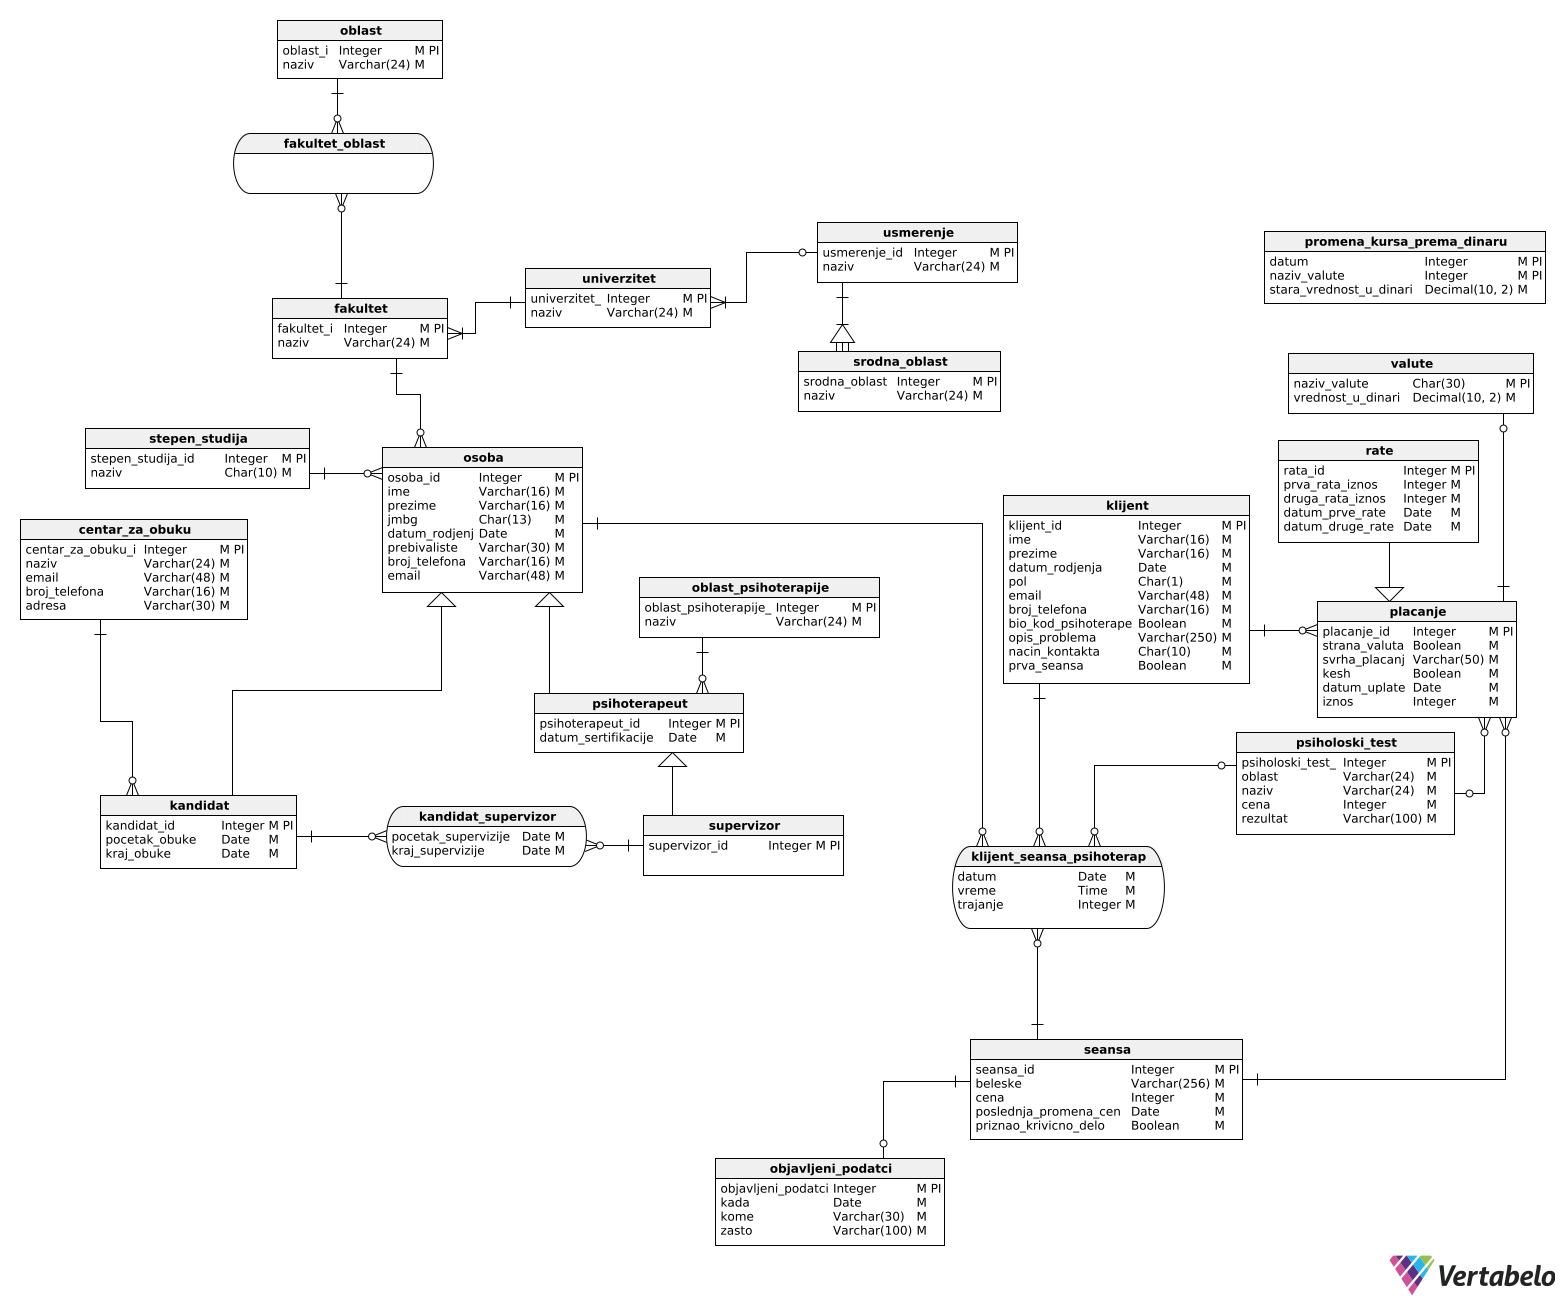 oblast
oblast_i Integer M PI
naziv Varchar(24) M
fakultet_oblast
usmerenje
usmerenje_id Integer M PI
naziv Varchar(24) M
promena_kursa_prema_dinaru
datum Integer M PI
naziv_valute Integer M PI
stara_vrednost_u_dinari Decimal(10, 2) M
univerzitet
univerzitet_ Integer M PI
naziv Varchar(24) M
fakultet
fakultet_i Integer M PI
naziv Varchar(24) M
srodna_oblast
srodna_oblast Integer M PI
naziv Varchar(24) M
valute
naziv_valute Char(30) M PI
vrednost_u_dinari Decimal(10, 2) M
stepen_studija
stepen_studija_id Integer M PI
naziv Char(10) M
osoba
osoba_id Integer M PI
ime Varchar(16) M
prezime Varchar(16) M
jmbg Char(13) M
datum_rodjenj Date M
prebivaliste Varchar(30) M
broj_telefona Varchar(16) M
email Varchar(48) M
rate
rata_id Integer M PI
prva_rata_iznos Integer M
druga_rata_iznos Integer M
datum_prve_rate Date M
datum_druge_rate Date M
centar_za_obuku
centar_za_obuku_i Integer M PI
naziv Varchar(24) M
email Varchar(48) M
broj_telefona Varchar(16) M
adresa Varchar(30) M
klijent
klijent_id Integer M PI
ime Varchar(16) M
prezime Varchar(16) M
datum_rodjenja Date M
pol Char(1) M
email Varchar(48) M
broj_telefona Varchar(16) M
bio_kod_psihoterape Boolean M
opis_problema Varchar(250) M
nacin_kontakta Char(10) M
prva_seansa Boolean M
oblast_psihoterapije
oblast_psihoterapije_ Integer M PI
naziv Varchar(24) M
placanje
placanje_id Integer M PI
strana_valuta Boolean M
svrha_placanj Varchar(50) M
kesh Boolean M
datum_uplate Date M
iznos Integer M
psihoterapeut
psihoterapeut_id Integer M PI
datum_sertifikacije Date M
psiholoski_test
psiholoski_test_ Integer M PI
oblast Varchar(24) M
naziv Varchar(24) M
cena Integer M
rezultat Varchar(100) M
kandidat
kandidat_id Integer M PI
pocetak_obuke Date M
kraj_obuke Date M
kandidat_supervizor
pocetak_supervizije Date M
kraj_supervizije Date M
supervizor
supervizor_id Integer M PI
klijent_seansa_psihoterap
datum Date M
vreme Time M
trajanje Integer M
seansa
seansa_id Integer M PI
beleske Varchar(256) M
cena Integer M
poslednja_promena_cen Date M
priznao_krivicno_delo Boolean M
objavljeni_podatci
objavljeni_podatci Integer M PI
kada Date M
kome Varchar(30) M
zasto Varchar(100) M
Vertabelo